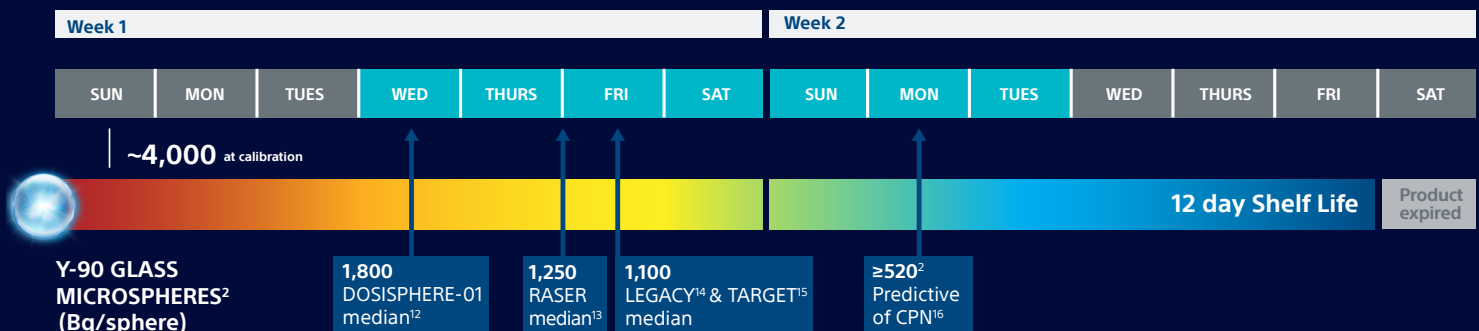 Week 1
Week 2
SUN MON TUES WED THURS FRI SAT SUN MON TUES WED THURS FRI SAT
~4,000 at calibration
12 day Shelf Life
Product
expired
Y-90 GLASS
MICROSPHERES²
(Bq/sphere)
1,800
DOSISPHERE-01
median¹²
1,250
RASER
median¹³
1,100
LEGACY¹⁴ & TARGET¹⁵
median
≥520²
Predictive
of CPN¹⁶